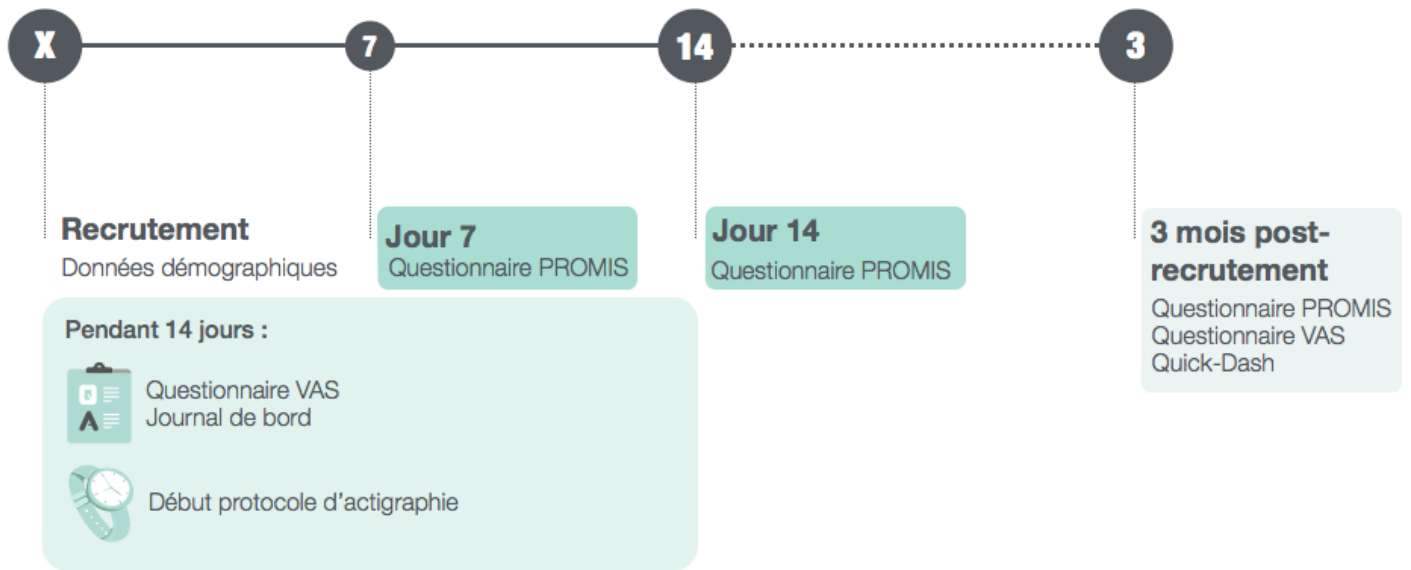 X
7
14
3
Recrutement
Données démographiques
Jour 7
Questionnaire PROMIS
Jour 14
Questionnaire PROMIS
3 mois post-
recrutement
Questionnaire PROMIS
Questionnaire VAS
Quick-Dash
Pendant 14 jours :
Questionnaire VAS
Journal de bord
Début protocole d'actigraphie